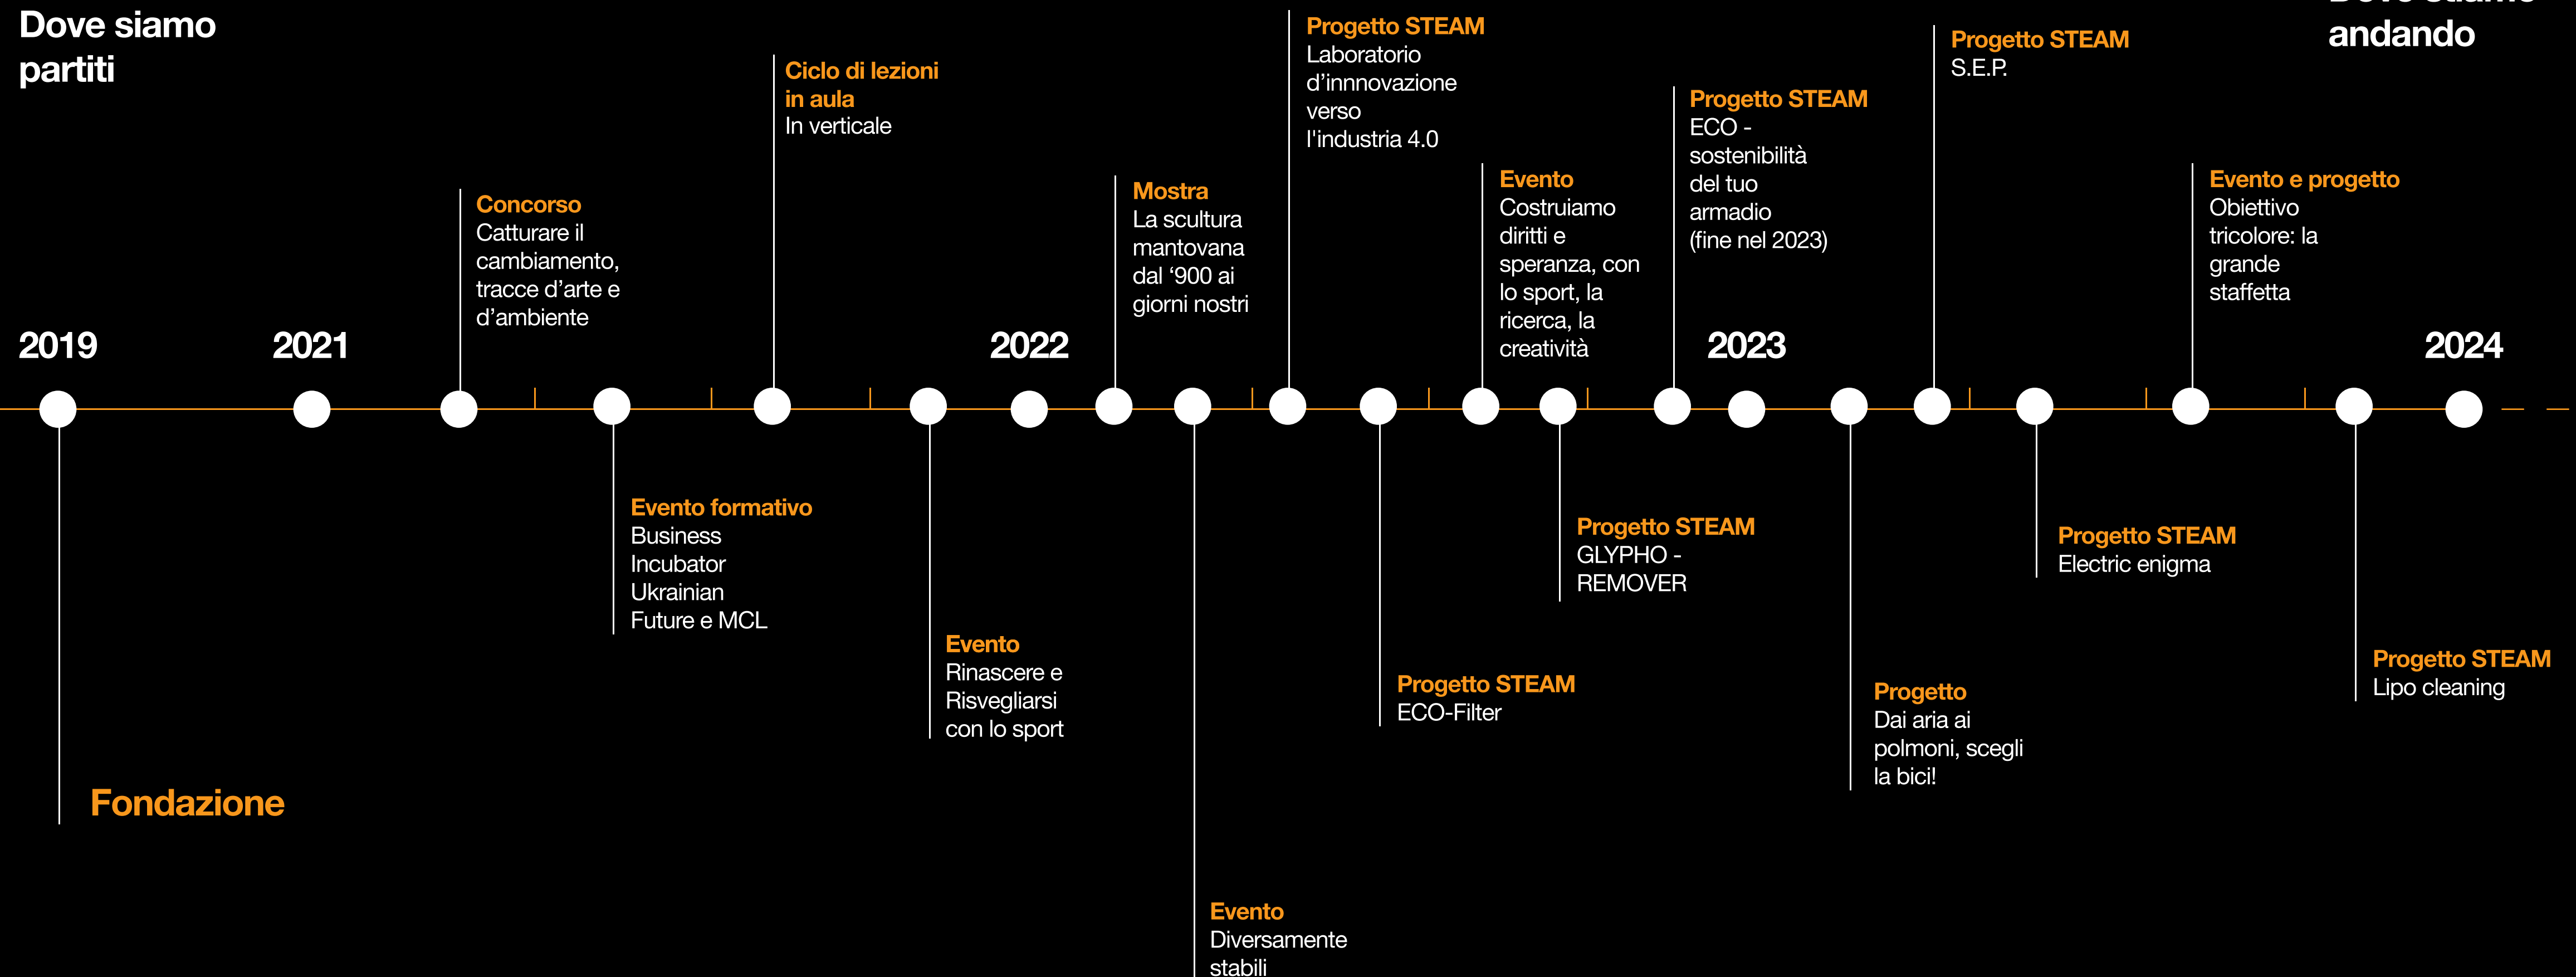 Dove siamo
partiti
andando
2019
Fondazione
2021
Concorso
Catturare il
cambiamento,
tracce d’arte e
d’ambiente
Evento formativo
Business
Incubator
Ukrainian
Future e MCL
Ciclo di lezioni
in aula
In verticale
Evento
Rinascere e
Risvegliarsi
con lo sport
2022
Mostra
La scultura
mantovana
dal ‘900 ai
giorni nostri
Evento
Diversamente
stabili
Progetto STEAM
Laboratorio
d’innnovazione
verso
l'industria 4.0
Progetto STEAM
ECO-Filter
Evento
Costruiamo
diritti e
speranza, con
lo sport, la
ricerca, la
creatività
Progetto STEAM
GLYPHO -
REMOVER
Progetto STEAM
ECO -
sostenibilità
del tuo
armadio
(fine nel 2023)
2023
Progetto
Dai aria ai
polmoni, scegli
la bici!
Progetto STEAM
S.E.P.
Progetto STEAM
Electric enigma
Evento e progetto
Obiettivo
tricolore: la
grande
staffetta
Progetto STEAM
Lipo cleaning
2024